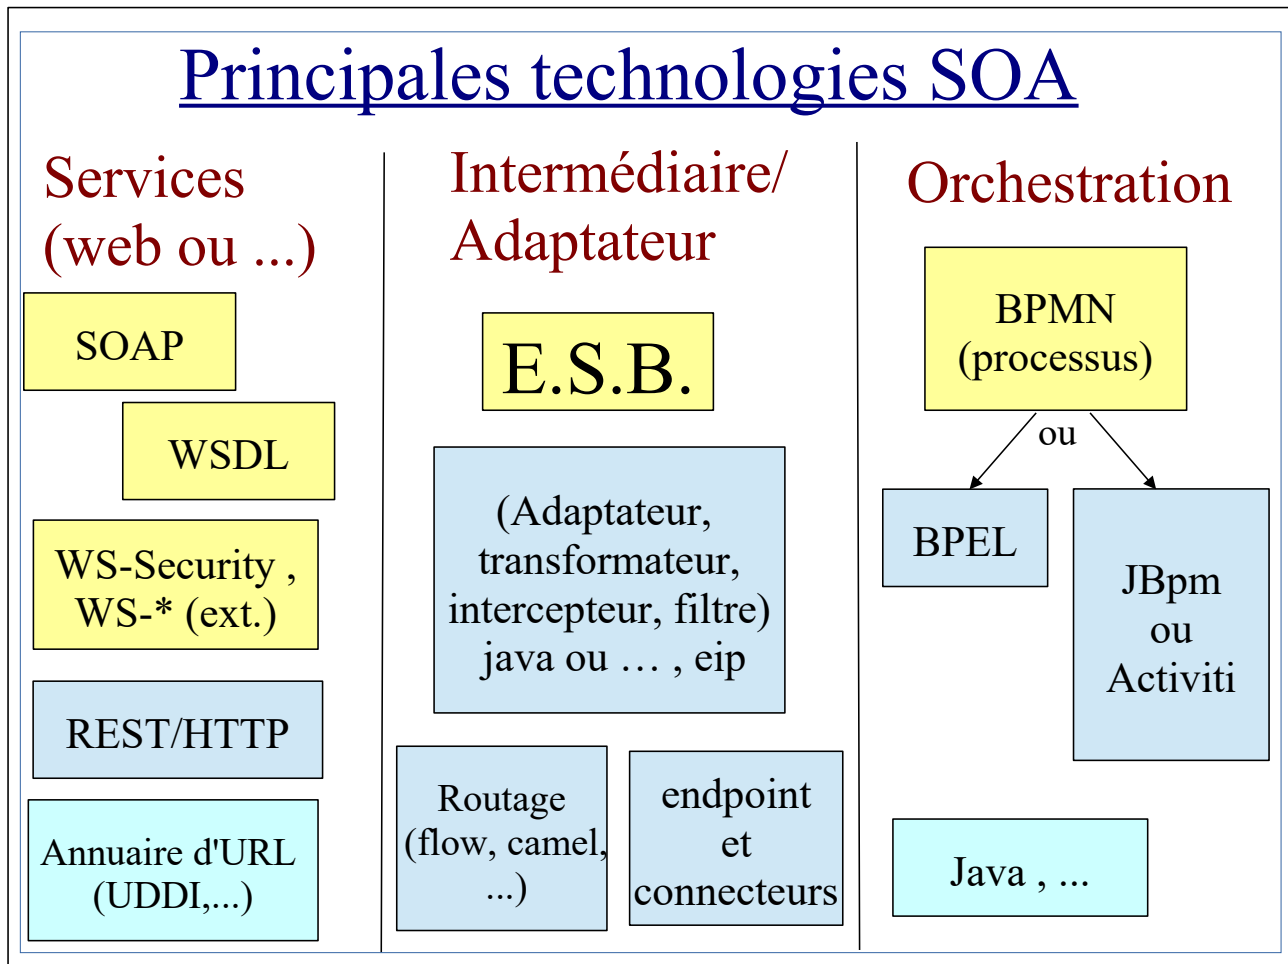 Principales technologies SOA
Services
(web ou ...)
SOAP
WSDL
WS-Security ,
WS-* (ext.)
REST/HTTP
Annuaire d'URL
(UDDI,...)
Intermédiaire/
Adaptateur
E.S.B.
(Adaptateur,
transformateur,
intercepteur, filtre)
java ou … , eip
Routage
(flow, camel,
...)
endpoint
et
connecteurs
Orchestration
BPMN
(processus)
ou
BPEL
JBpm
ou
Activiti
Java , ...